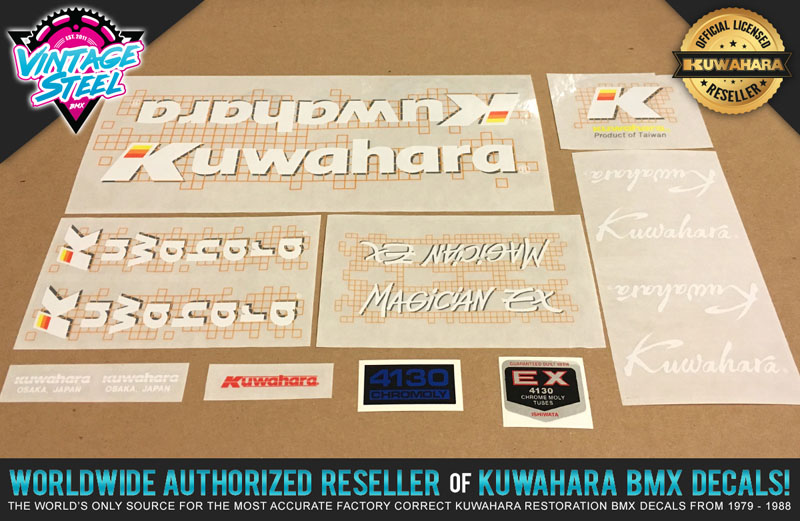 EST. 2011
VINTAGE
STEEL
BMX
OFFICIAL LICENSED
KUWAHARA
RESELLER
Kuwahara
Kuwahara
K
Product of Taiwan
Kuwahara
Kuwahara
Magician Ex
Magician Ex
Kuwahara
Kuwahara
Kuwahara
Kuwahara
kuwahara kuwahara
OSAKA, JAPAN OSAKA, JAPAN
Kuwahara
4130
CHROMOLY
GUARANTEED BUST VIEW
EX
4130
CHROME MOLY
TUBES
ISHIWATA
WORLDWIDE AUTHORIZED RESELLER OF KUWAHARA BMX DECALS!
THE WORLD'S ONLY SOURCE FOR THE MOST ACCURATE FACTORY CORRECT KUWAHARA RESTORATION BMX DECALS FROM 1979 - 1988